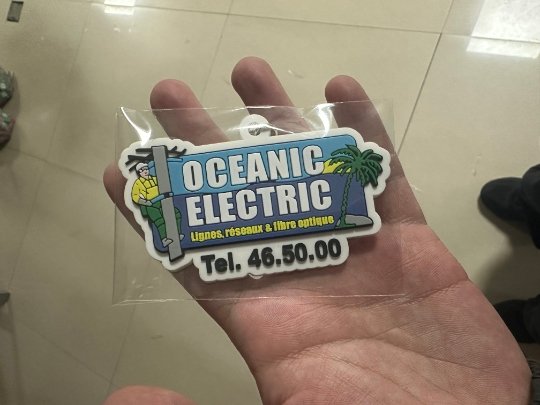 OCEANIC
ELECTRIC
Lignes, réseaux & fibre optique
Tel. 46.50.00